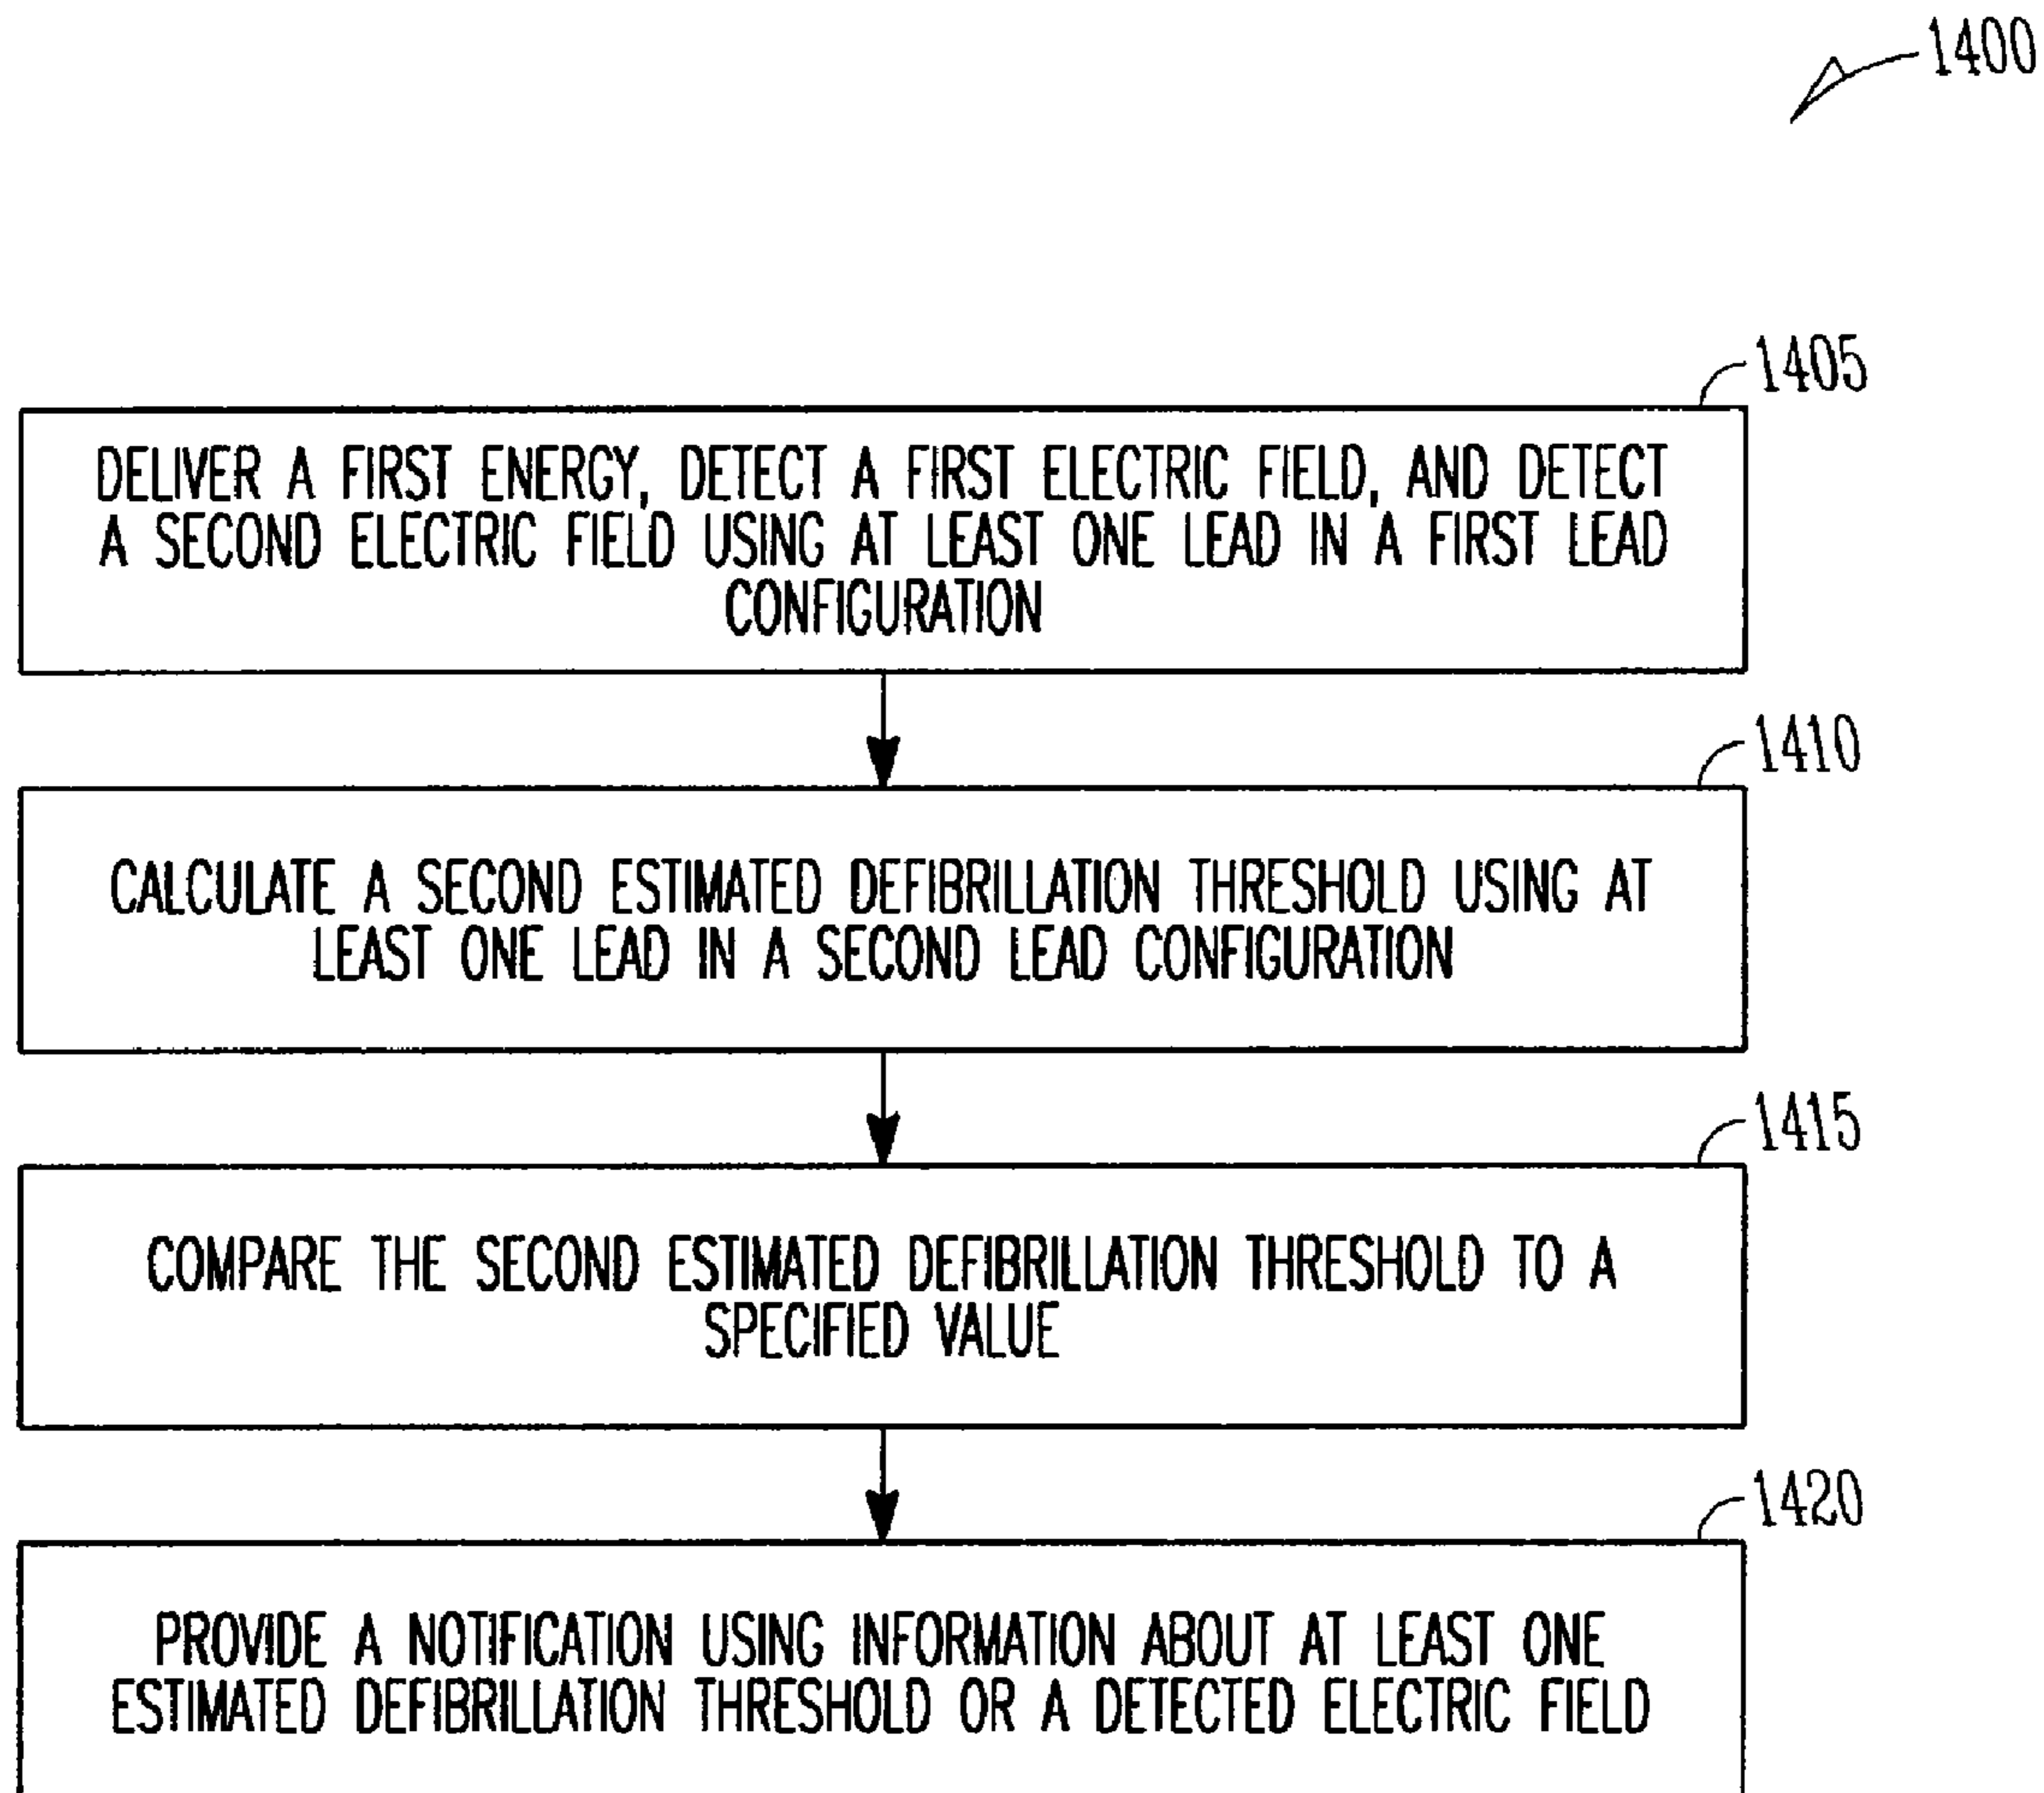 1400
1405
DELIVER A FIRST ENERGY, DETECT A FIRST ELECTRIC FIELD, AND DETECT
A SECOND ELECTRIC FIELD USING AT LEAST ONE LEAD IN A FIRST LEAD
CONFIGURATION
1410
CALCULATE A SECOND ESTIMATED DEFIBRILLATION THRESHOLD USING AT
LEAST ONE LEAD IN A SECOND LEAD CONFIGURATION
1415
COMPARE THE SECOND ESTIMATED DEFIBRILLATION THRESHOLD TO A
SPECIFIED VALUE
1420
PROVIDE A NOTIFICATION USING INFORMATION ABOUT AT LEAST ONE
ESTIMATED DEFIBRILLATION THRESHOLD OR A DETECTED ELECTRIC FIELD